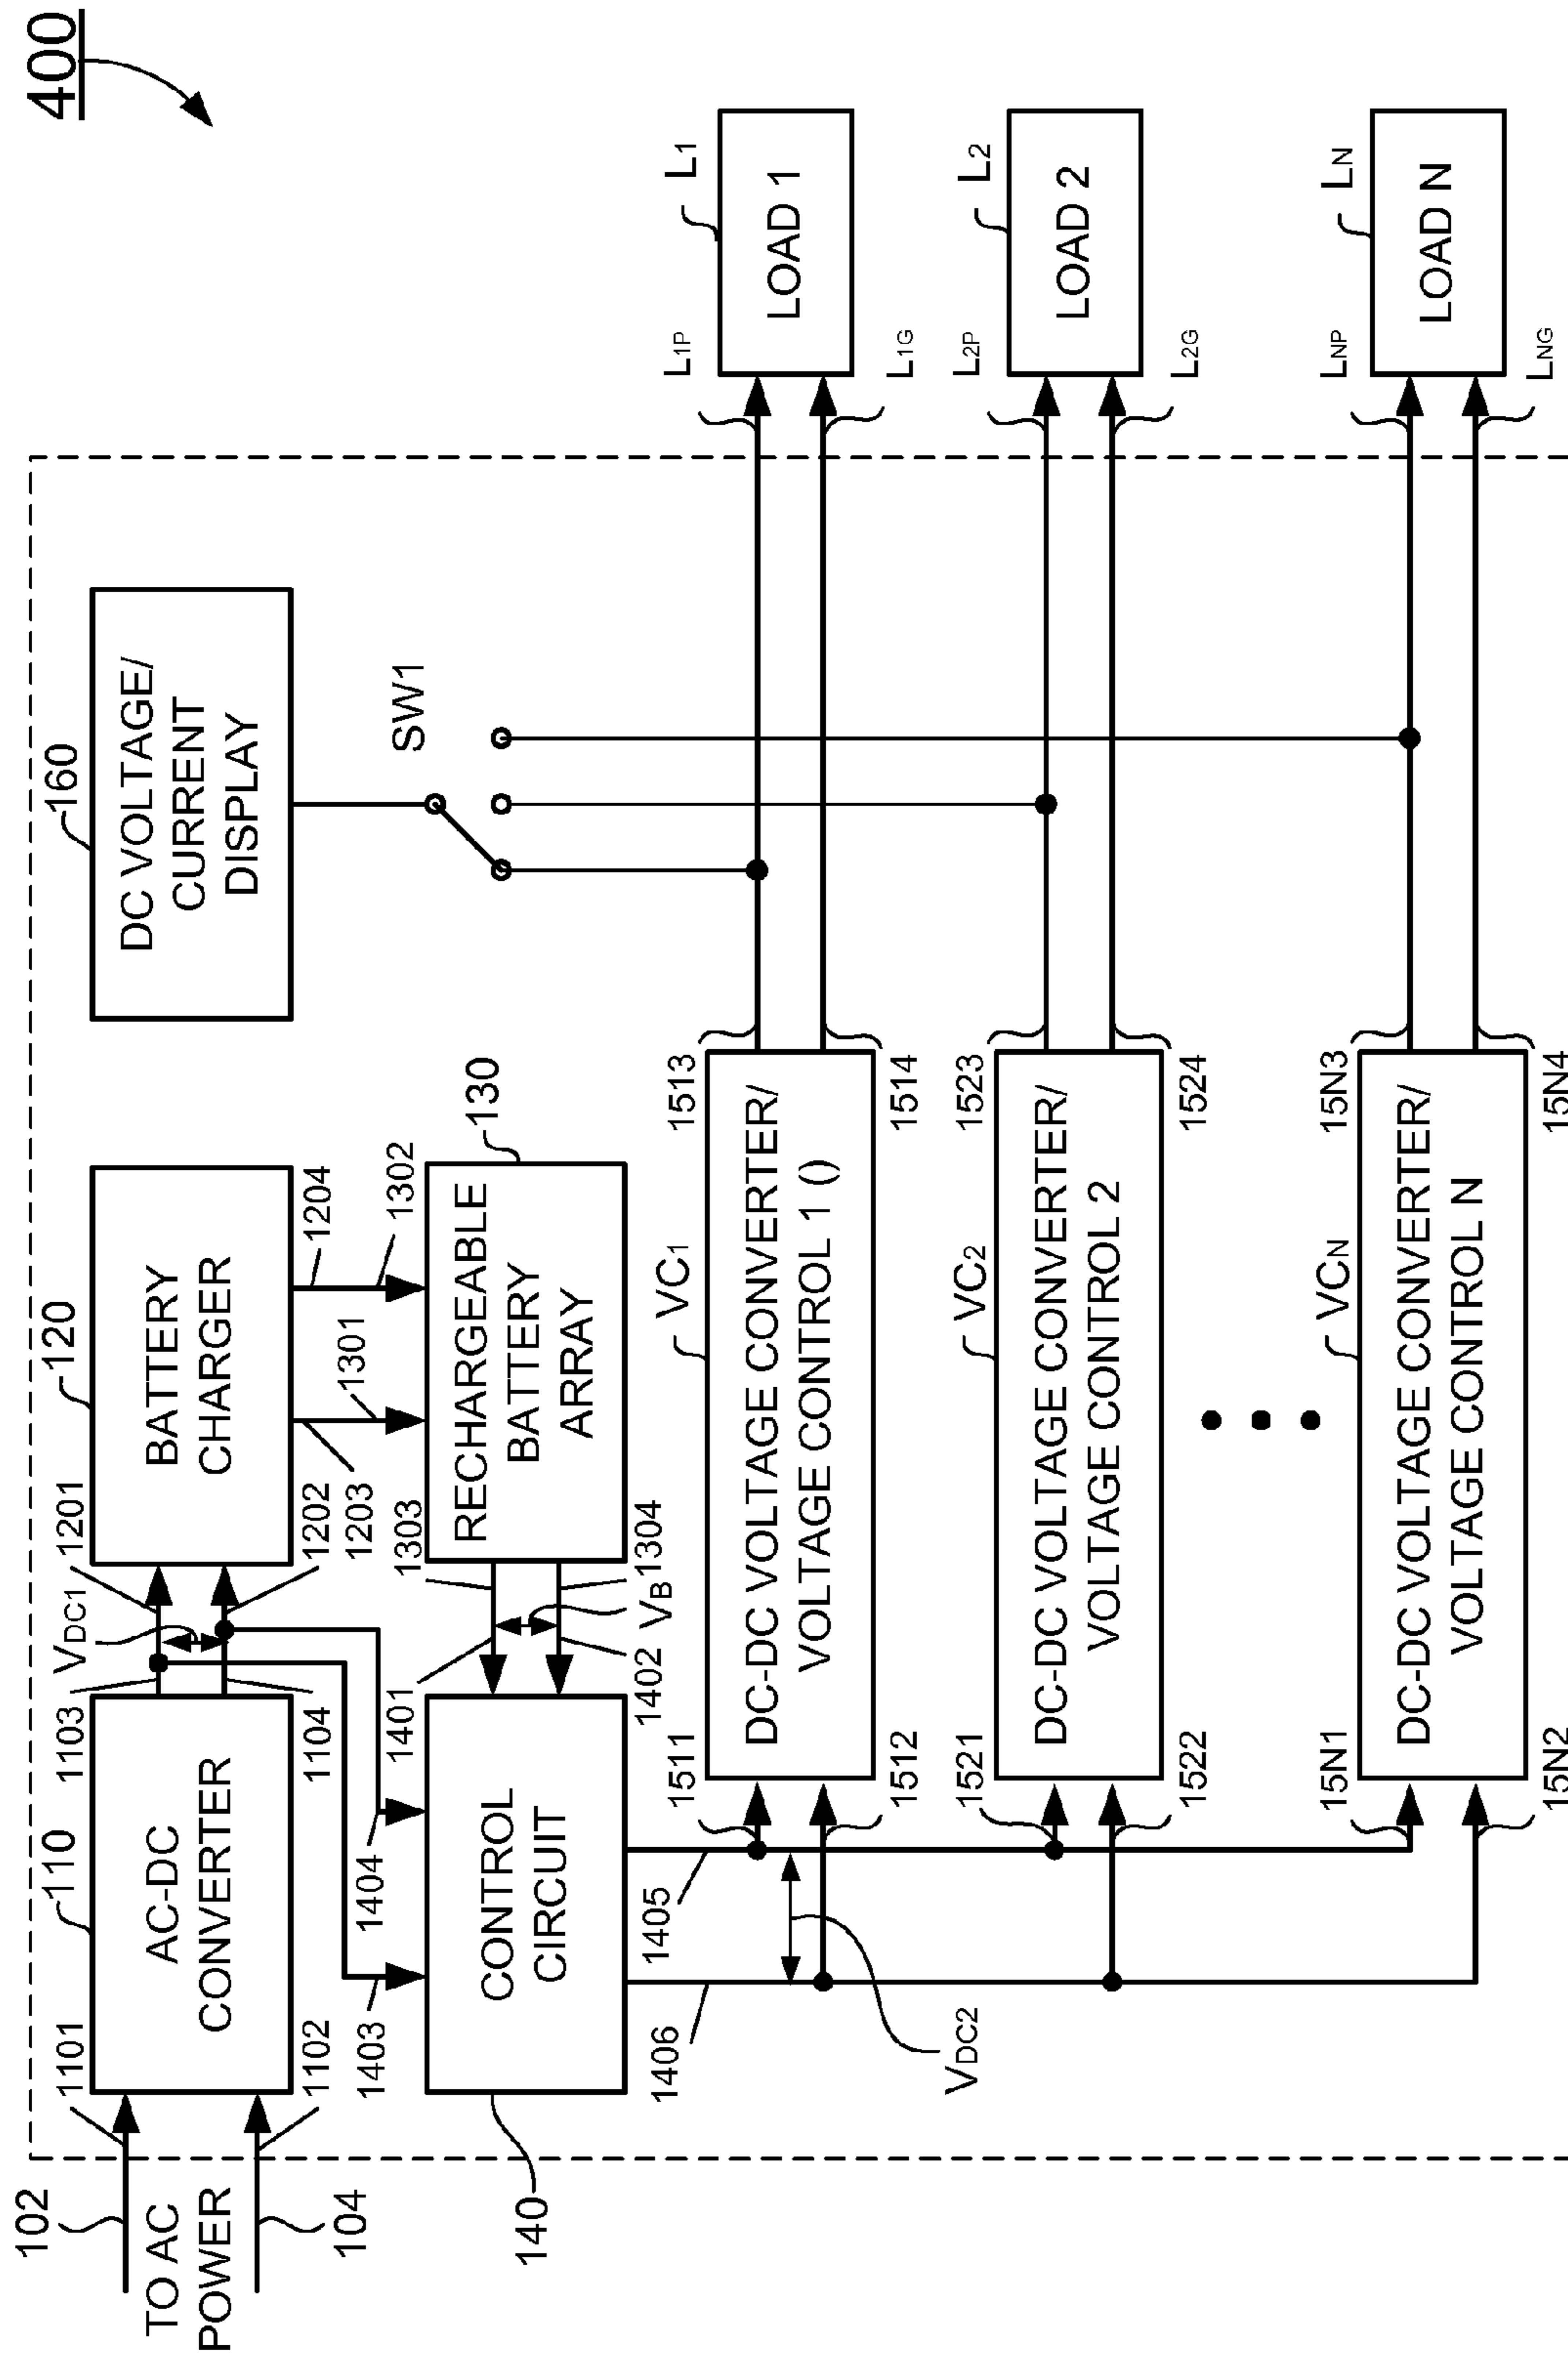 400
102
TO AC
POWER
104
1101
1102
110
AC-DC
CONVERTER
1103
1104
VDC1
1201
1202
120
BATTERY
CHARGER
1203
1204
1301
1302
160
DC VOLTAGE/
CURRENT
DISPLAY
SW1
1403
1404
140
CONTROL
CIRCUIT
1401
1402
VB
1303
1304
130
RECHARGEABLE
BATTERY
ARRAY
1405
1406
VDC2
1511
1512
VC1
DC-DC VOLTAGE CONVERTER/
VOLTAGE CONTROL 1 ()
1513
1514
L1P
L1G
L1
LOAD 1
1521
1522
VC2
DC-DC VOLTAGE CONVERTER/
VOLTAGE CONTROL 2
1523
1524
L2P
L2G
L2
LOAD 2
15N1
15N2
VCN
DC-DC VOLTAGE CONVERTER/
VOLTAGE CONTROL N
15N3
15N4
LNP
LNG
LN
LOAD N